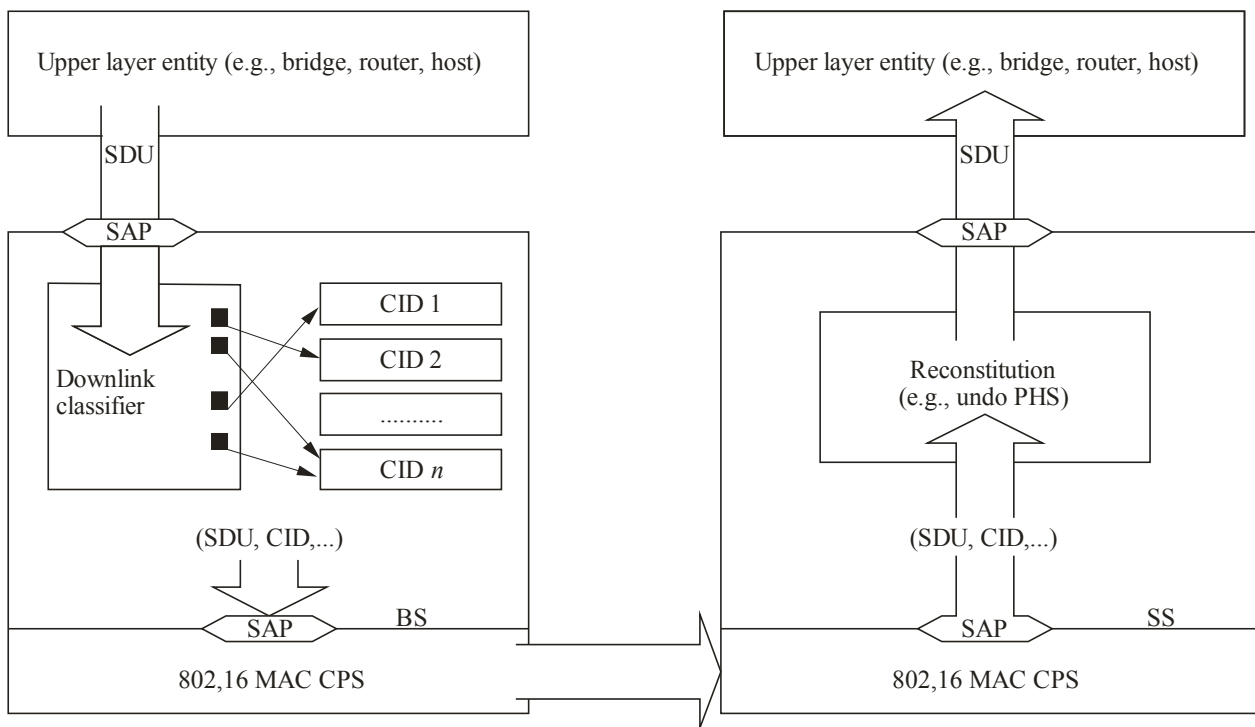 Upper layer entity (e.g., bridge, router, host)
SDU
SAP
Downlink
classifier
CID 1
CID 2
..........
CID n
(SDU, CID,...)
SAP
BS
802,16 MAC CPS
Upper layer entity (e.g., bridge, router, host)
SDU
SAP
Reconstitution
(e.g., undo PHS)
(SDU, CID,...)
SAP
SS
802,16 MAC CPS